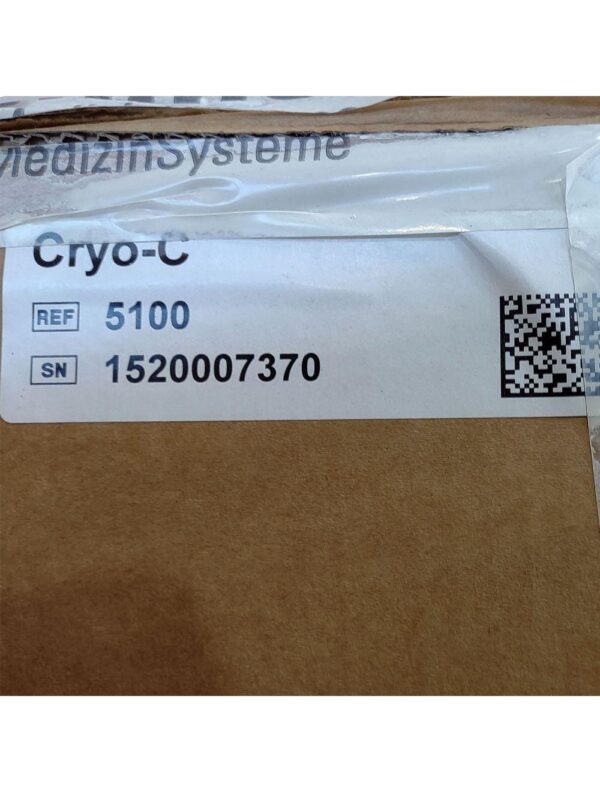 MedizinSysteme
Cryo-C
REF 5100
SN 1520007370